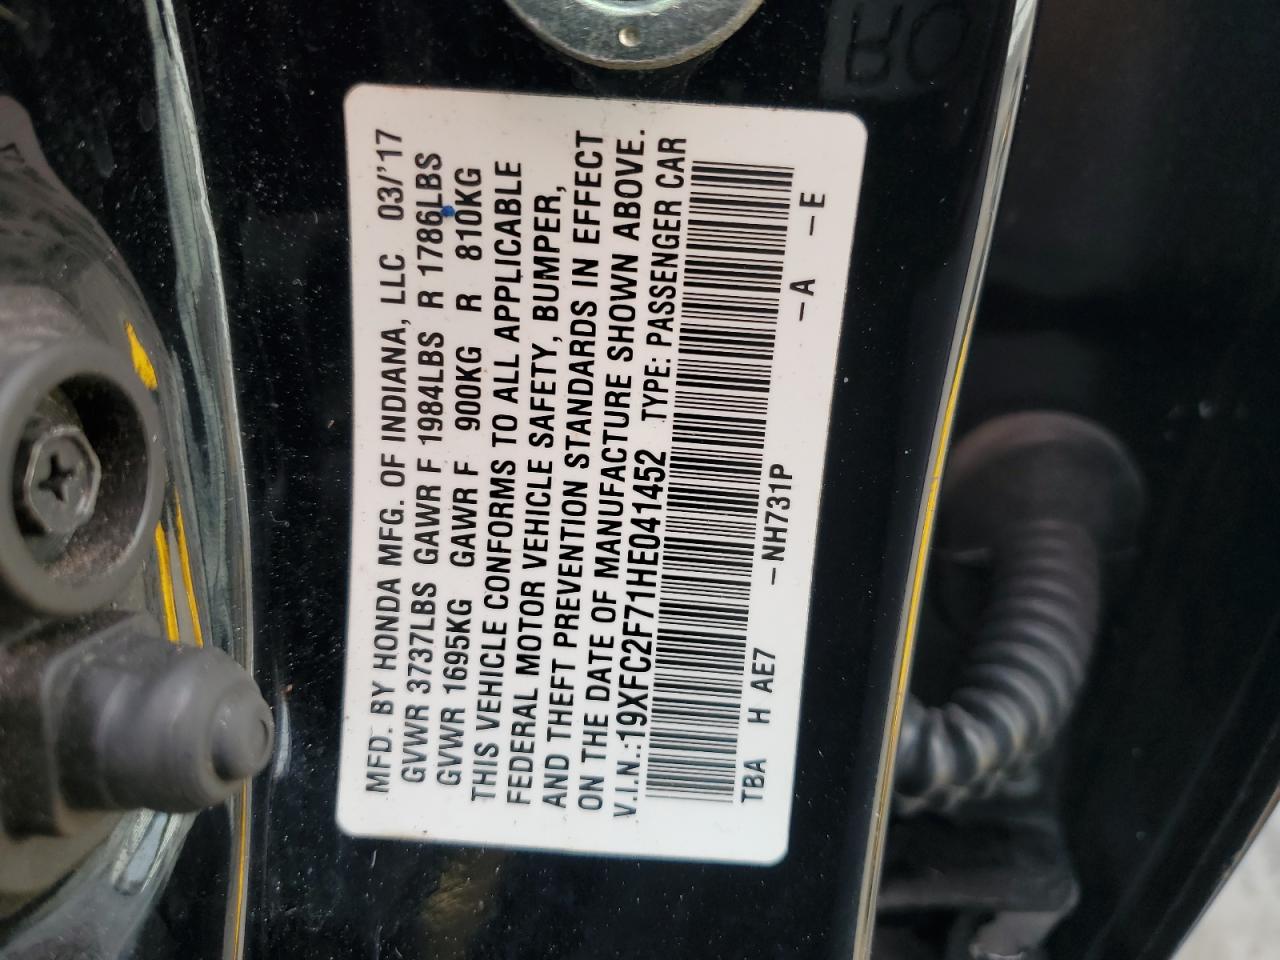 MFD. BY HONDA MFG. OF INDIANA, LLC 03/'17
GVWR 3737LBS GAWR F 1984LBS R 1786LBS
GVWR 1695KG GAWR F 900KG R 810KG
THIS VEHICLE CONFORMS TO ALL APPLICABLE
FEDERAL MOTOR VEHICLE SAFETY, BUMPER,
AND THEFT PREVENTION STANDARDS IN EFFECT
ON THE DATE OF MANUFACTURE SHOWN ABOVE.
V.I.N.:19XFC2F71HE041452 TYPE: PASSENGER CAR
TBA H AE7 –NH731P –A –E